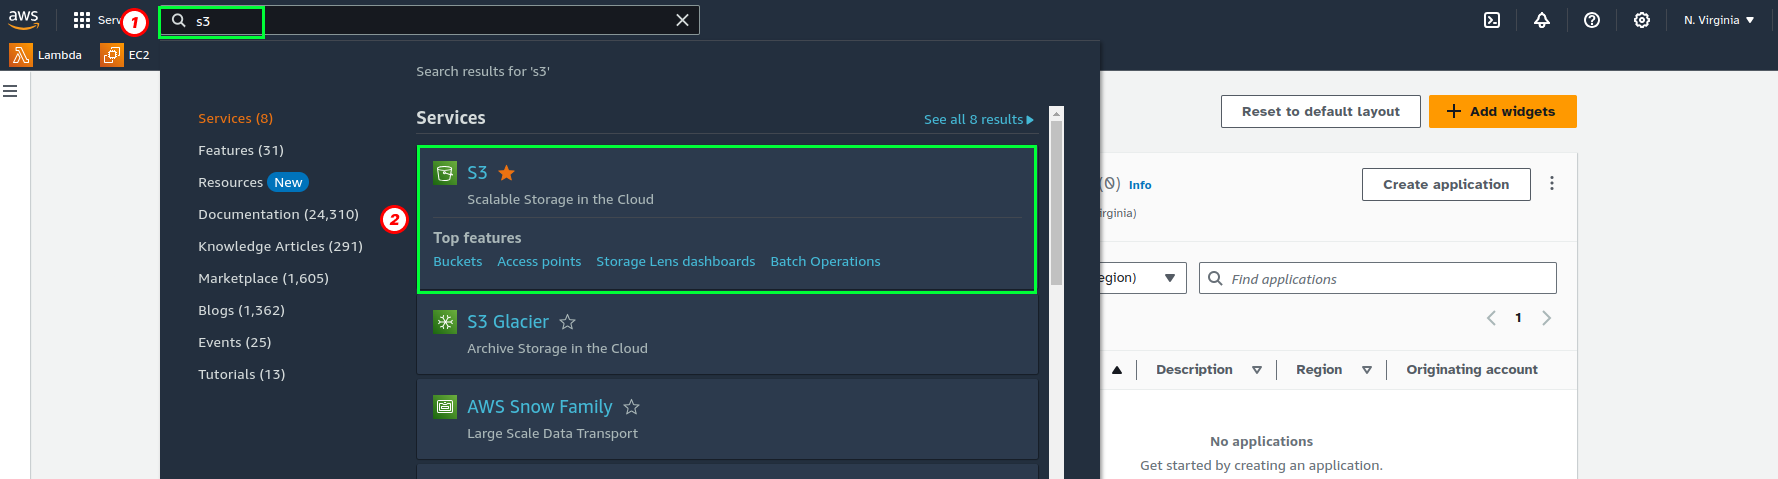 aws
Serv
1
s3
N. Virginia
Lambda
EC2
Search results for 's3'
Services (8)
Features (31)
Resources New
Documentation (24,310)
Knowledge Articles (291)
Marketplace (1,605)
Blogs (1,362)
Events (25)
Tutorials (13)
2
Services
See all 8 results
S3
Scalable Storage in the Cloud
Top features
Buckets Access points Storage Lens dashboards Batch Operations
S3 Glacier
Archive Storage in the Cloud
AWS Snow Family
Large Scale Data Transport
Reset to default layout
+ Add widgets
(0) Info
Create application
irginia)
egion)
Find applications
1
Description Region Originating account
No applications
Get started by creating an application.